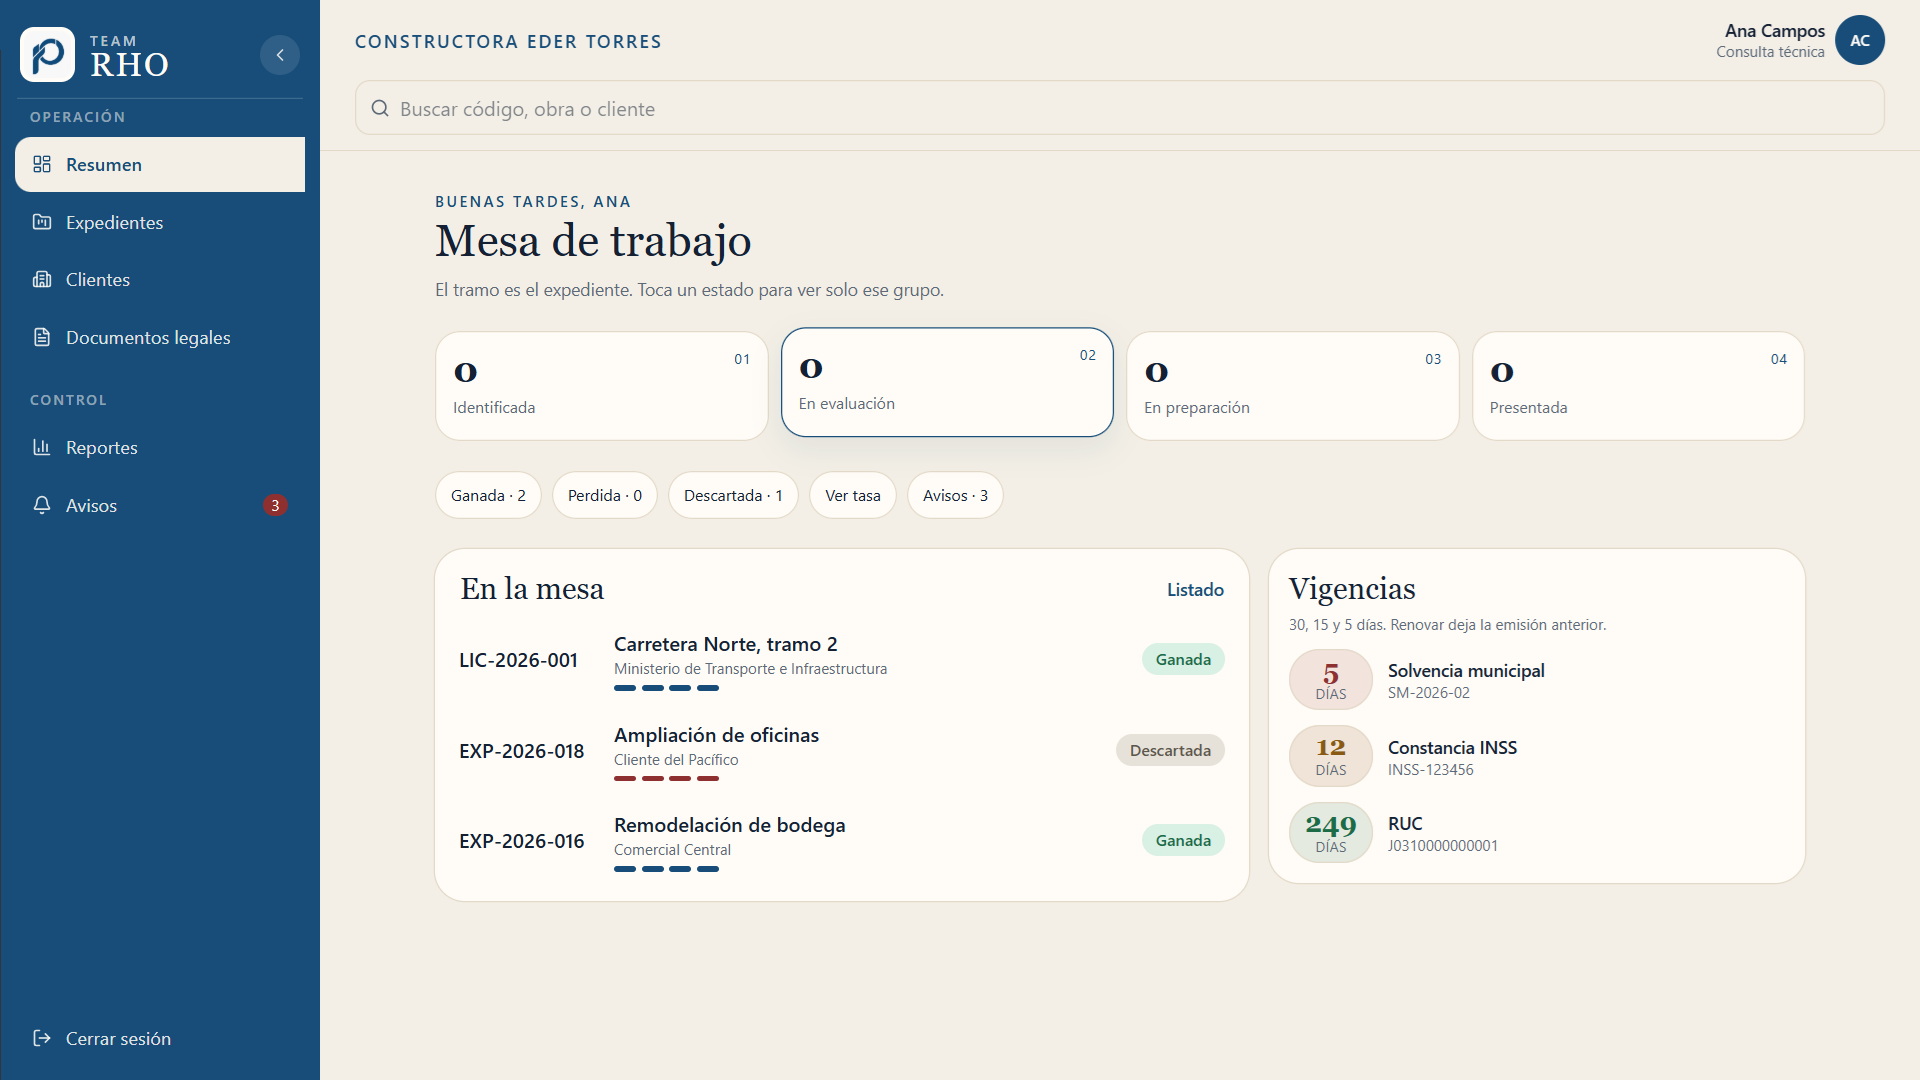 TEAM
RHO
OPERACIÓN
Resumen
Expedientes
Clientes
Documentos legales
CONTROL
Reportes
Avisos
3
Cerrar sesión
CONSTRUCTORA EDER TORRES
Ana Campos
Consulta técnica
AC
Buscar código, obra o cliente
BUENAS TARDES, ANA
Mesa de trabajo
El tramo es el expediente. Toca un estado para ver solo ese grupo.
0
01
Identificada
0
02
En evaluación
0
03
En preparación
0
04
Presentada
Ganada · 2
Perdida · 0
Descartada · 1
Ver tasa
Avisos · 3
En la mesa
Listado
LIC-2026-001
Carretera Norte, tramo 2
Ministerio de Transporte e Infraestructura
Ganada
EXP-2026-018
Ampliación de oficinas
Cliente del Pacífico
Descartada
EXP-2026-016
Remodelación de bodega
Comercial Central
Ganada
Vigencias
30, 15 y 5 días. Renovar deja la emisión anterior.
5
DÍAS
Solvencia municipal
SM-2026-02
12
DÍAS
Constancia INSS
INSS-123456
249
DÍAS
RUC
J0310000000001